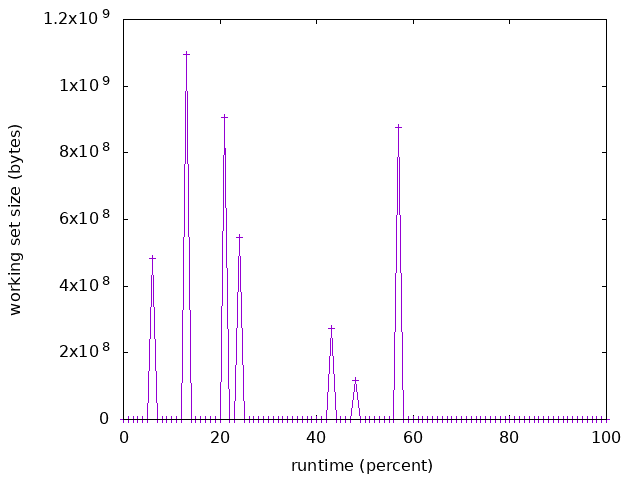 1.2x10^9
1x10^9
8x10^8
6x10^8
4x10^8
2x10^8
0
0 20 40 60 80 100
working set size (bytes)
runtime (percent)